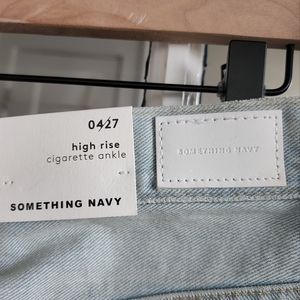 04/27
high rise
cigarette ankle
SOMETHING NAVY
SOMETHING NAVY